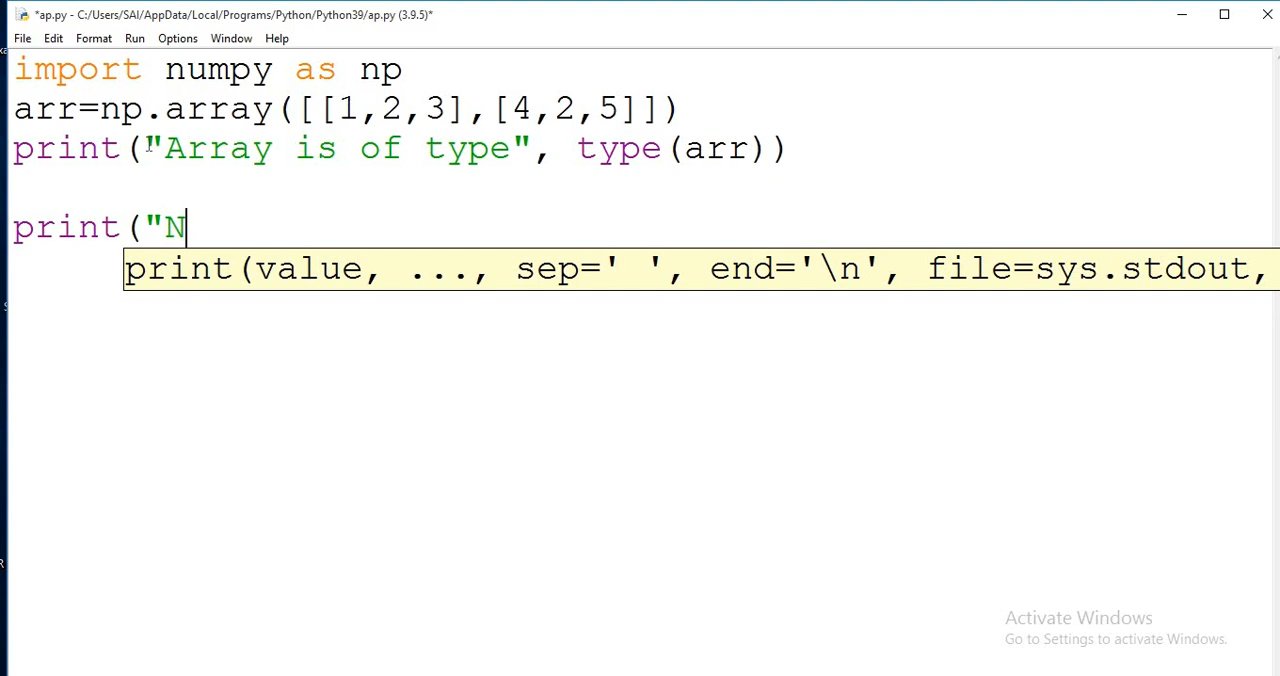 *ap.py - C:/Users/SAI/AppData/Local/Programs/Python/Python39/ap.py (3.9.5)*
File Edit Format Run Options Window Help
import numpy as np
arr=np.array([[1,2,3],[4,2,5]])
print("Array is of type", type(arr))
print("N
print(value, ..., sep=' ', end='\n', file=sys.stdout,
Activate Windows
Go to Settings to activate Windows.